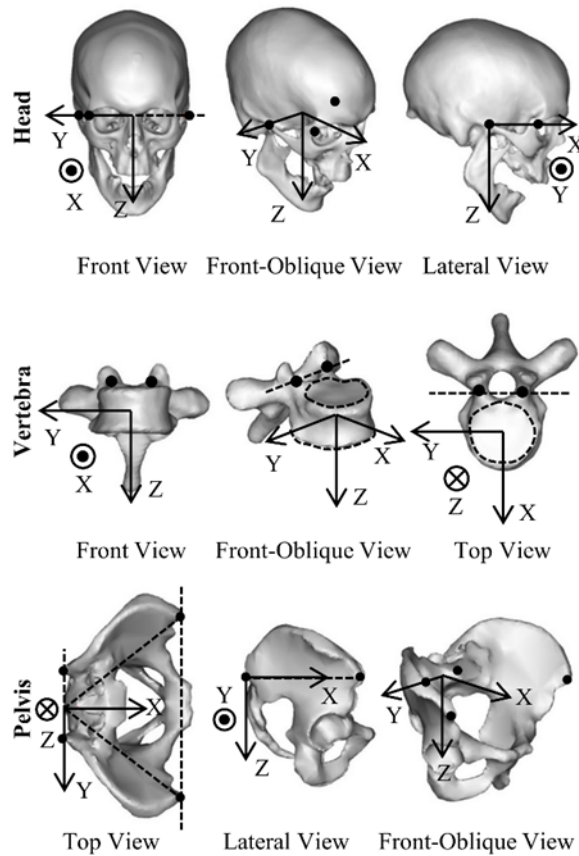 Head
Y
X
Z
X
Z
X
Y
Z
Front View Front-Oblique View Lateral View
Vertebra
Y
X
Z
Y
X
Z
Y
Z
X
Front View Front-Oblique View Top View
Pelvis
X
Z
Y
Y
X
Z
Y
X
Z
Top View Lateral View Front-Oblique View